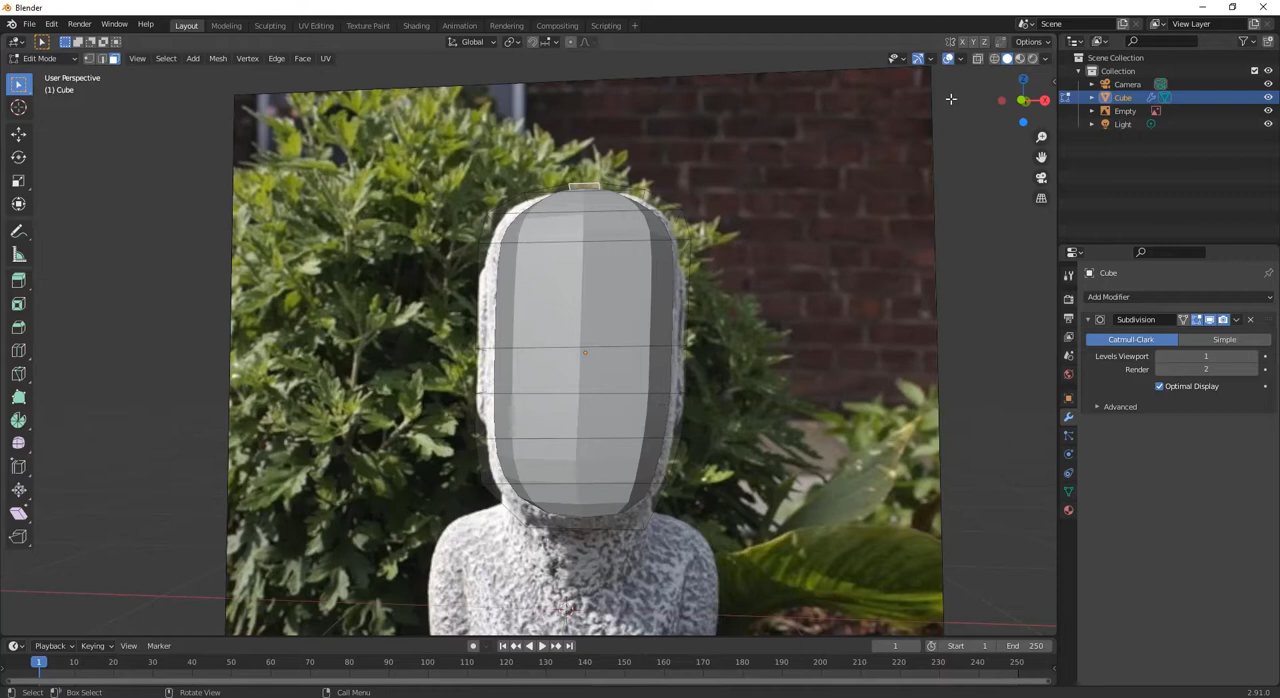 Blender
File Edit Render Window Help Layout Modeling Sculpting UV Editing Texture Paint Shading Animation Rendering Compositing Scripting + Scene View Layer
Global X Y Z Options
Edit Mode View Select Add Mesh Vertex Edge Face UV
User Perspective
(1) Cube
Z
X
Scene Collection
Collection
Camera
Cube
Empty
Light
Cube
Add Modifier
Subdivision
Catmull-Clark Simple
Levels Viewport 1
Render 2
Optimal Display
Advanced
Playback Keying View Marker 1 Start 1 End 250
1 10 20 30 40 50 60 70 80 90 100 110 120 130 140 150 160 170 180 190 200 210 220 230 240 250
Select Box Select Rotate View Call Menu 2.91.0